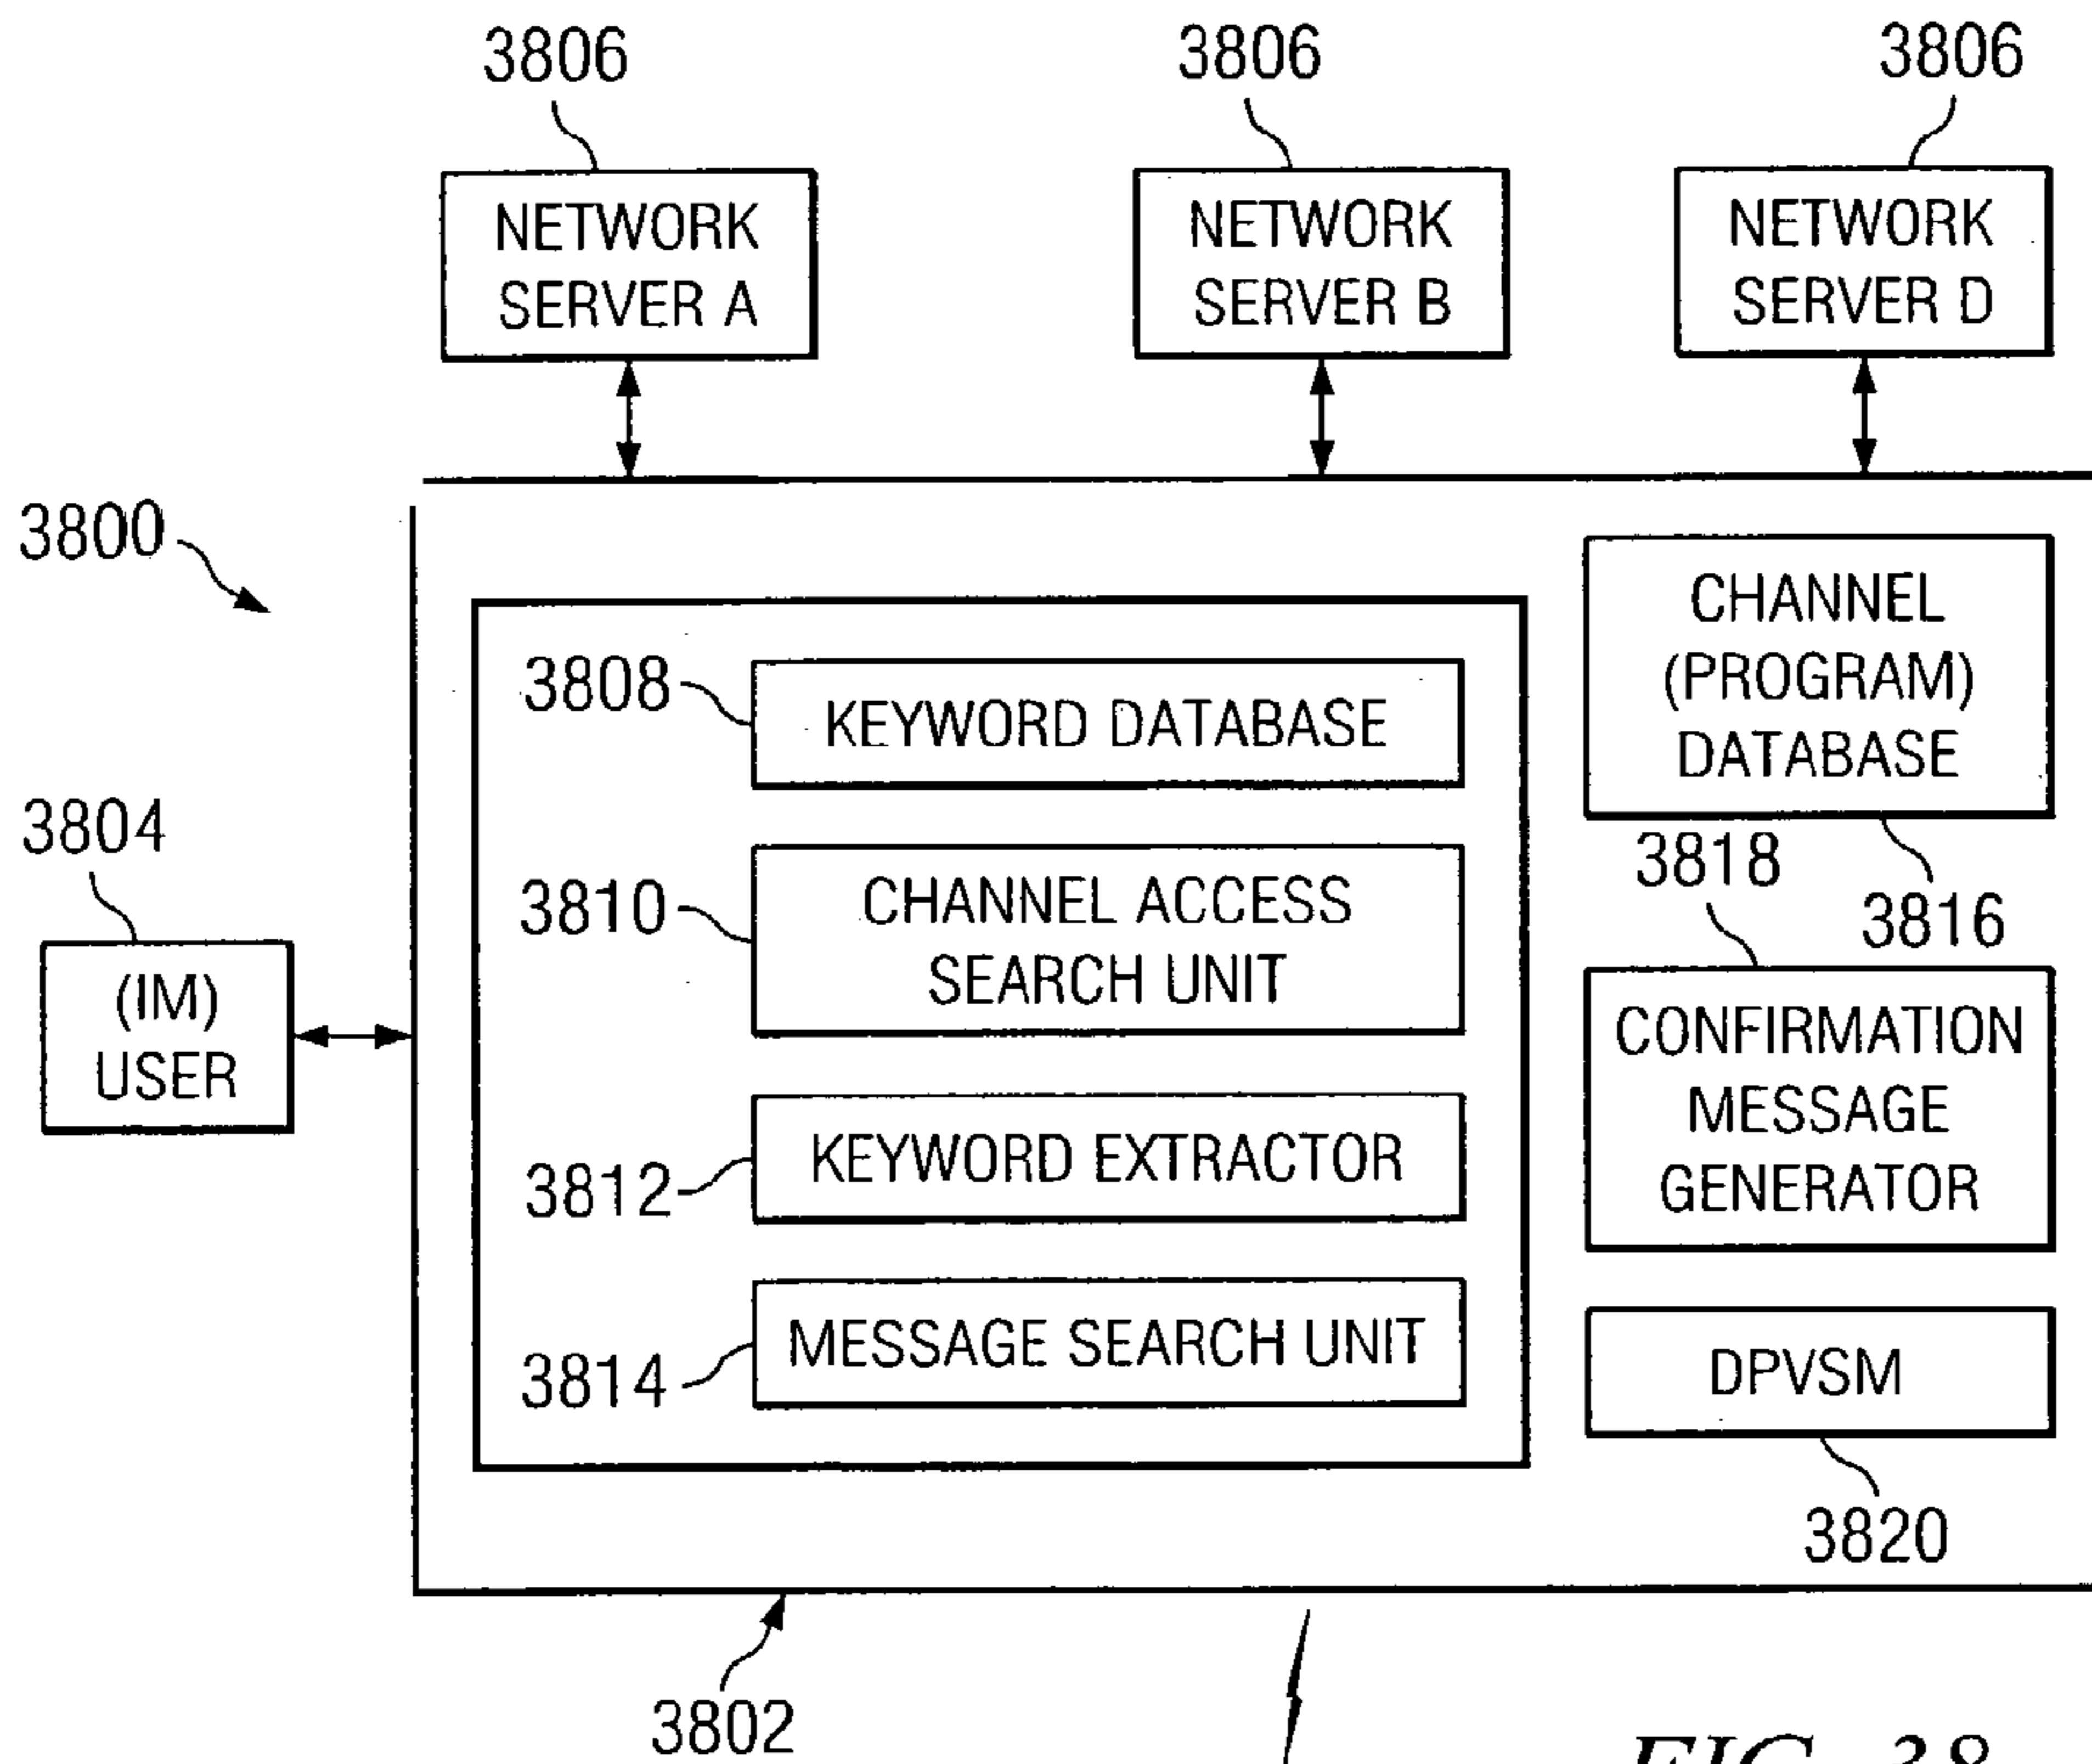 3806
3806
3806
NETWORK
SERVER A
NETWORK
SERVER B
NETWORK
SERVER D
3800
3808
KEYWORD DATABASE
CHANNEL
(PROGRAM)
DATABASE
3816
3804
(IM)
USER
3810
CHANNEL ACCESS
SEARCH UNIT
3818
CONFIRMATION
MESSAGE
GENERATOR
3812
KEYWORD EXTRACTOR
3814
MESSAGE SEARCH UNIT
DPVSM
3820
3802
FIG. 38